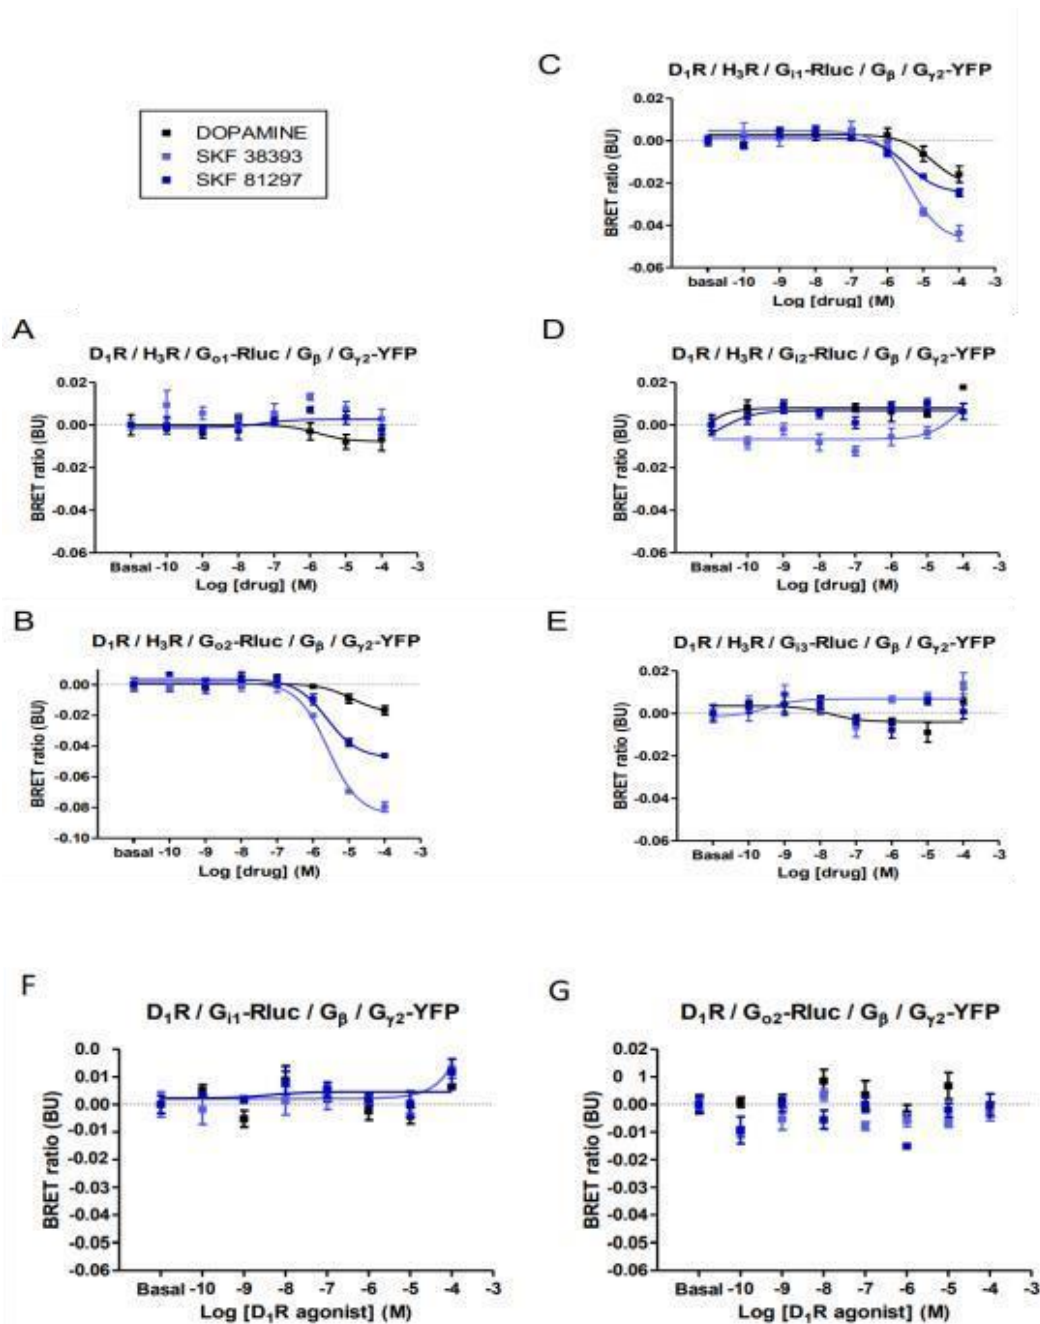 C
D₁R / H₃R / Gᵢ₁-Rluc / Gᵦ / Gᵧ₂-YFP
DOPAMINE
SKF 38393
SKF 81297
BRET ratio (BU)
0.02
0.00
-0.02
-0.04
-0.06
basal -10 -9 -8 -7 -6 -5 -4 -3
Log [drug] (M)
A
D₁R / H₃R / Gₒ₁-Rluc / Gᵦ / Gᵧ₂-YFP
BRET ratio (BU)
0.02
0.00
-0.02
-0.04
-0.06
Basal -10 -9 -8 -7 -6 -5 -4 -3
Log [drug] (M)
D
D₁R / H₃R / Gᵢ₂-Rluc / Gᵦ / Gᵧ₂-YFP
BRET ratio (BU)
0.02
0.00
-0.02
-0.04
-0.06
Basal -10 -9 -8 -7 -6 -5 -4 -3
Log [drug] (M)
B
D₁R / H₃R / Gₒ₂-Rluc / Gᵦ / Gᵧ₂-YFP
BRET ratio (BU)
0.00
-0.02
-0.04
-0.06
-0.08
-0.10
basal -10 -9 -8 -7 -6 -5 -4 -3
Log [drug] (M)
E
D₁R / H₃R / Gᵢ₃-Rluc / Gᵦ / Gᵧ₂-YFP
BRET ratio (BU)
0.02
0.00
-0.02
-0.04
-0.06
Basal -10 -9 -8 -7 -6 -5 -4 -3
Log [drug] (M)
F
D₁R / Gᵢ₁-Rluc / Gᵦ / Gᵧ₂-YFP
BRET ratio (BU)
0.0
0.01
0.00
-0.01
-0.02
-0.03
-0.04
-0.05
-0.06
Basal -10 -9 -8 -7 -6 -5 -4 -3
Log [D₁R agonist] (M)
G
D₁R / Gₒ₂-Rluc / Gᵦ / Gᵧ₂-YFP
BRET ratio (BU)
0.02
0.01
0.00
-0.01
-0.02
-0.03
-0.04
-0.05
-0.06
Basal -10 -9 -8 -7 -6 -5 -4 -3
Log [D₁R agonist] (M)